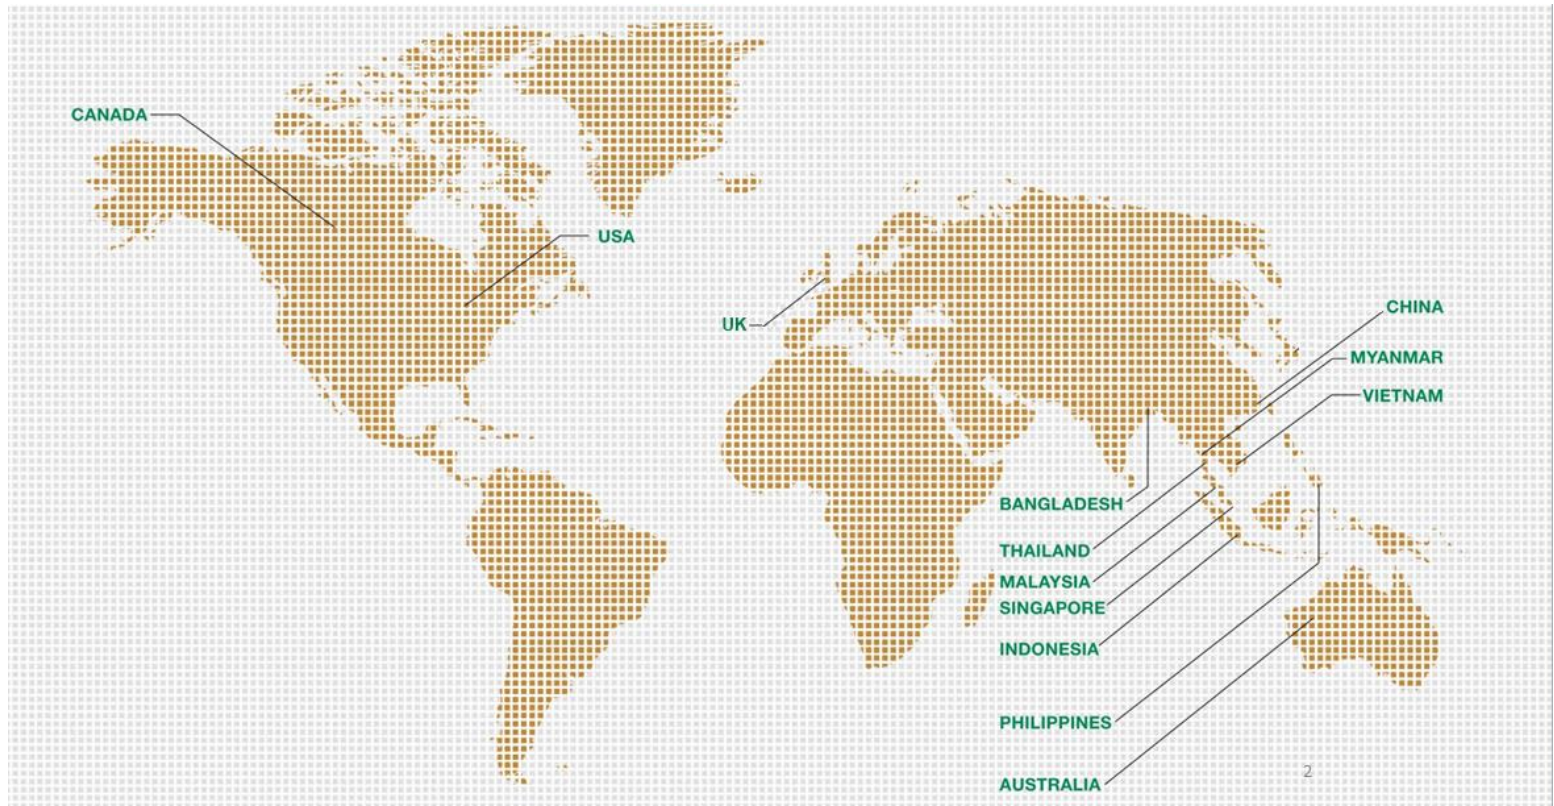 CANADA
USA
UK
CHINA
MYANMAR
VIETNAM
BANGLADESH
THAILAND
MALAYSIA
SINGAPORE
INDONESIA
PHILIPPINES
AUSTRALIA
2